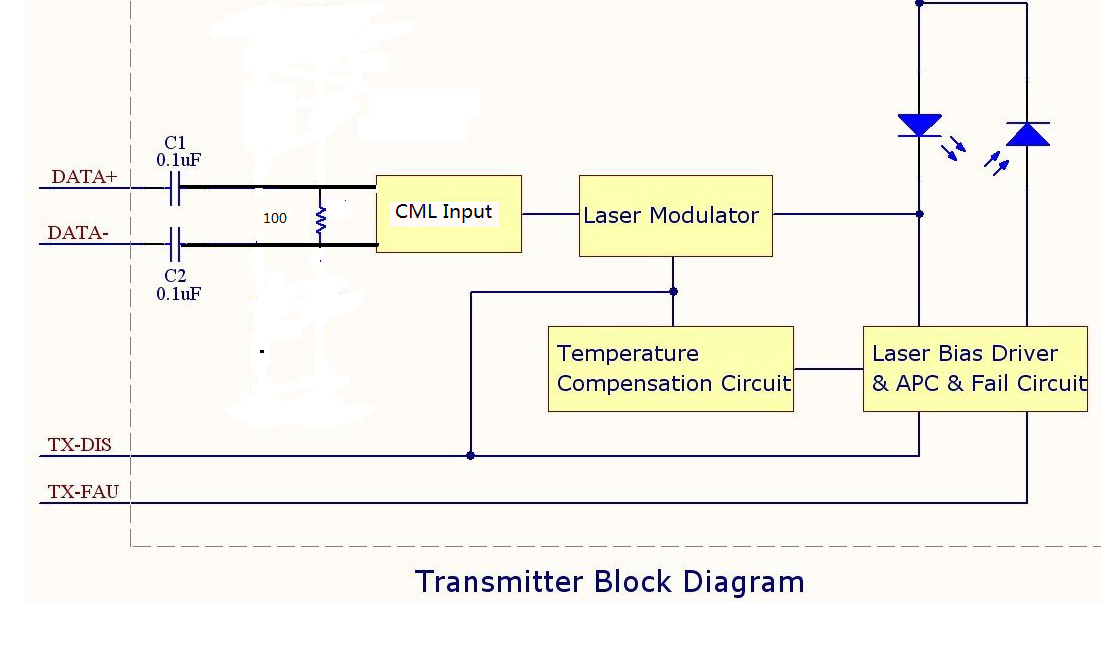 C1
0.1uF
DATA+
DATA-
100
C2
0.1uF
CML Input
Laser Modulator
Temperature
Compensation Circuit
Laser Bias Driver
& APC & Fail Circuit
TX-DIS
TX-FAU
Transmitter Block Diagram